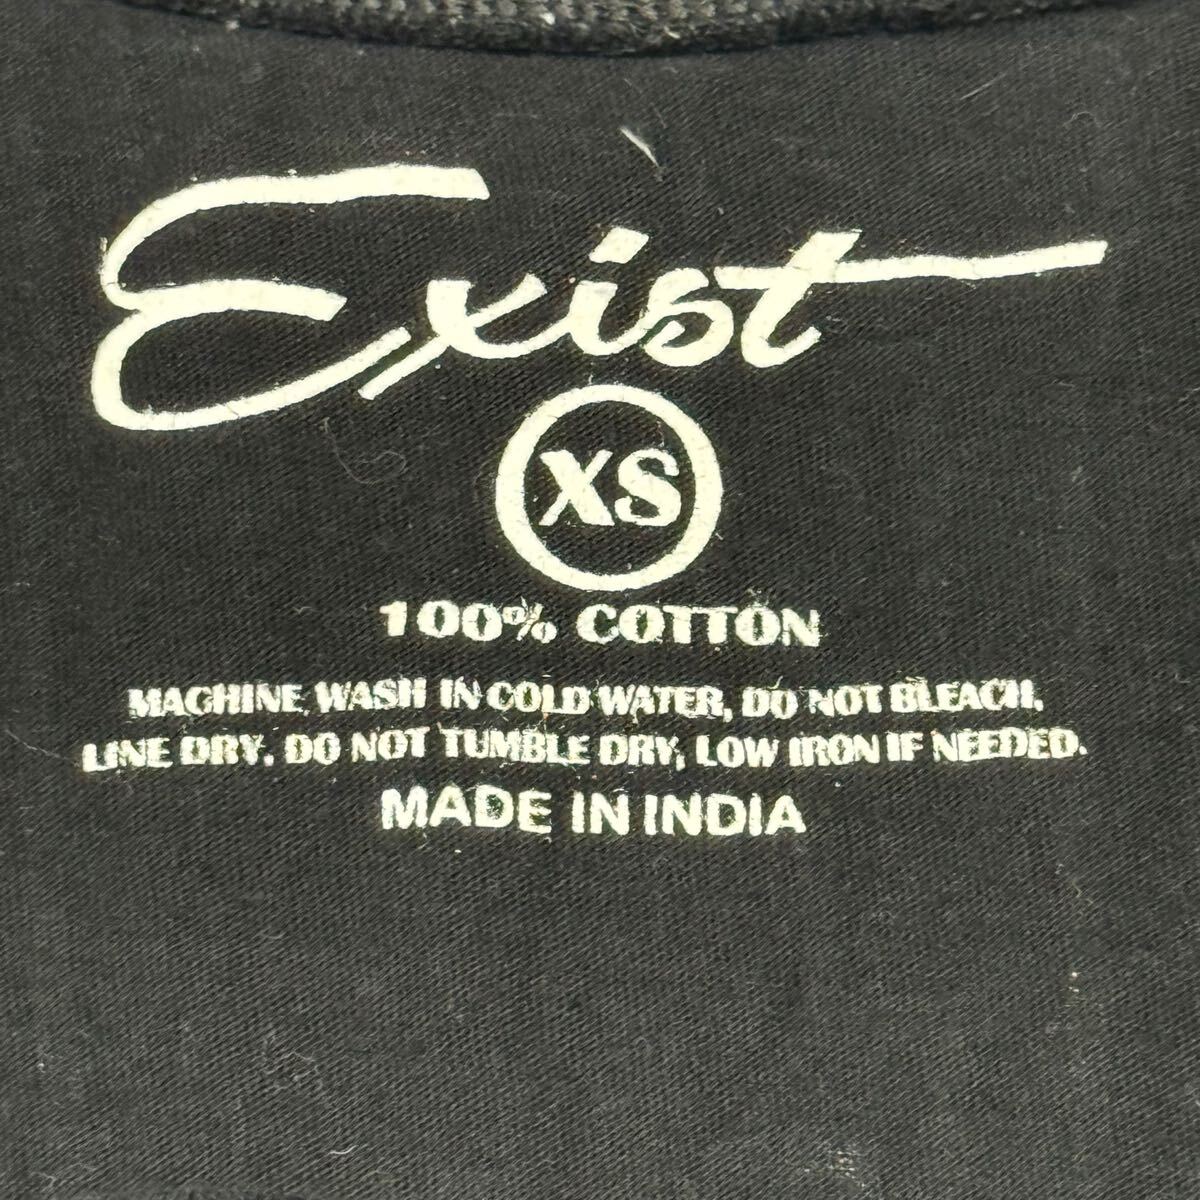 Exist
XS
100% COTTON
MACHINE WASH IN COLD WATER, DO NOT BLEACH,
LINE DRY. DO NOT TUMBLE DRY, LOW IRON IF NEEDED.
MADE IN INDIA